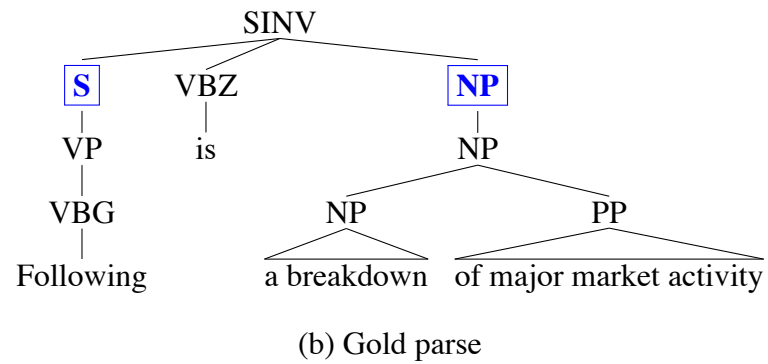 SINV
S VBZ NP
VP is NP
VBG NP PP
Following a breakdown of major market activity
(b) Gold parse